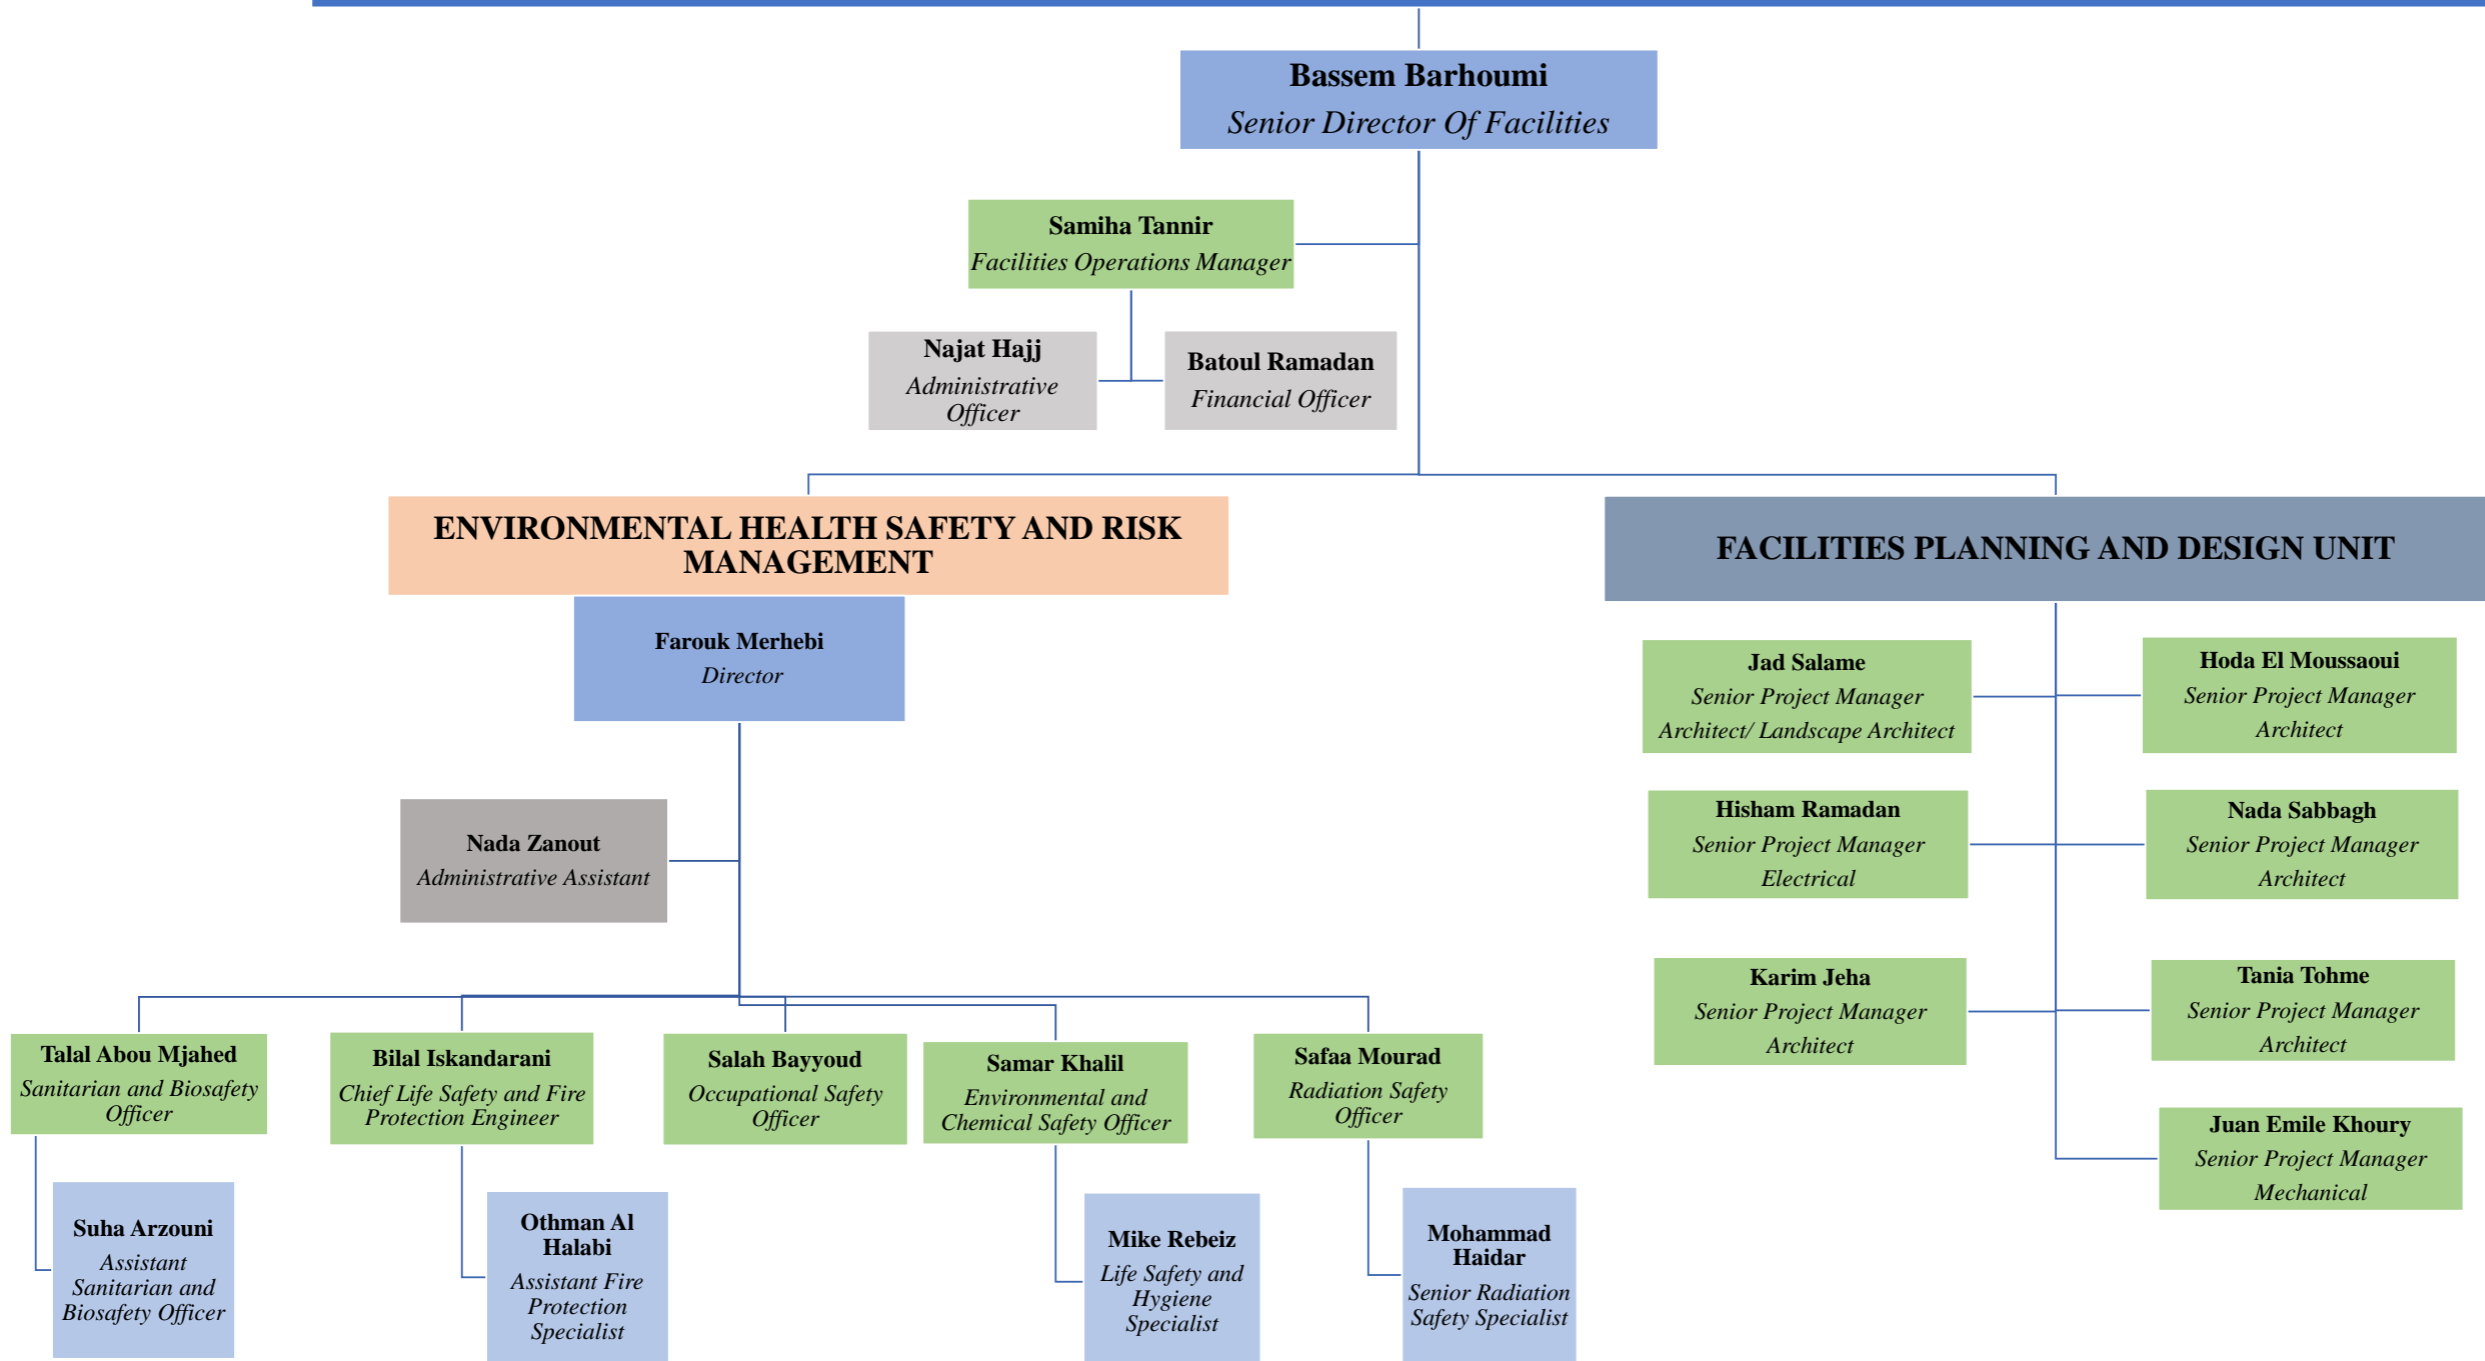 Bassem Barhoumi
Senior Director Of Facilities
Samiha Tannir
Facilities Operations Manager
Najat Hajj
Administrative
Officer
Batoul Ramadan
Financial Officer
ENVIRONMENTAL HEALTH SAFETY AND RISK
MANAGEMENT
Farouk Merhebi
Director
Nada Zanout
Administrative Assistant
Talal Abou Mjahed
Sanitarian and Biosafety
Officer
Suha Arzouni
Assistant
Sanitarian and
Biosafety Officer
Bilal Iskandarani
Chief Life Safety and Fire
Protection Engineer
Othman Al
Halabi
Assistant Fire
Protection
Specialist
Salah Bayyoud
Occupational Safety
Officer
Samar Khalil
Environmental and
Chemical Safety Officer
Mike Rebeiz
Life Safety and
Hygiene
Specialist
Safaa Mourad
Radiation Safety
Officer
Mohammad
Haidar
Senior Radiation
Safety Specialist
FACILITIES PLANNING AND DESIGN UNIT
Jad Salame
Senior Project Manager
Architect/ Landscape Architect
Hoda El Moussaoui
Senior Project Manager
Architect
Hisham Ramadan
Senior Project Manager
Electrical
Nada Sabbagh
Senior Project Manager
Architect
Karim Jeha
Senior Project Manager
Architect
Tania Tohme
Senior Project Manager
Architect
Juan Emile Khoury
Senior Project Manager
Mechanical